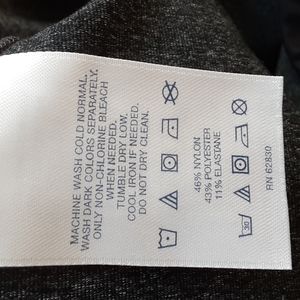 MACHINE WASH COLD NORMAL.
WASH DARK COLORS SEPARATELY.
ONLY NON-CHLORINE BLEACH
WHEN NEEDED.
TUMBLE DRY LOW.
COOL IRON IF NEEDED.
DO NOT DRY CLEAN.
46% NYLON
43% POLYESTER
11% ELASTANE
30
RN 62830